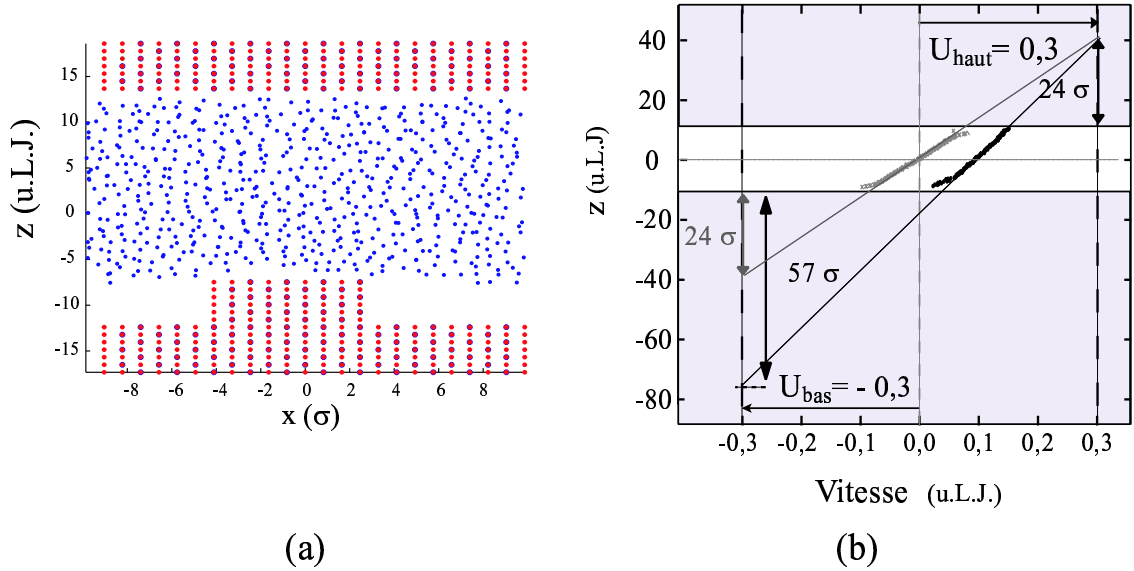 15
10
5
0
-5
-10
-15
z (u.L.J)
-8 -6 -4 -2 0 2 4 6 8
x (σ)
(a)
40
20
0
-20
-40
-60
-80
z (u.L.J)
U_haut= 0,3
24 σ
24 σ
57 σ
U_bas= - 0,3
-0,3 -0,2 -0,1 0,0 0,1 0,2 0,3
Vitesse (u.L.J.)
(b)